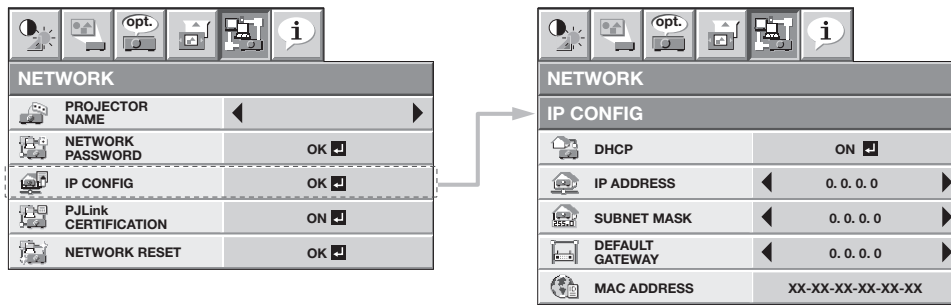 opt.
i
NETWORK
PROJECTOR
NAME
NETWORK
PASSWORD
OK
IP CONFIG
OK
PJLink
CERTIFICATION
ON
NETWORK RESET
OK
opt.
i
NETWORK
IP CONFIG
DHCP
ON
IP ADDRESS
0. 0. 0. 0
255.0
SUBNET MASK
0. 0. 0. 0
DEFAULT
GATEWAY
0. 0. 0. 0
MAC ADDRESS
XX-XX-XX-XX-XX-XX